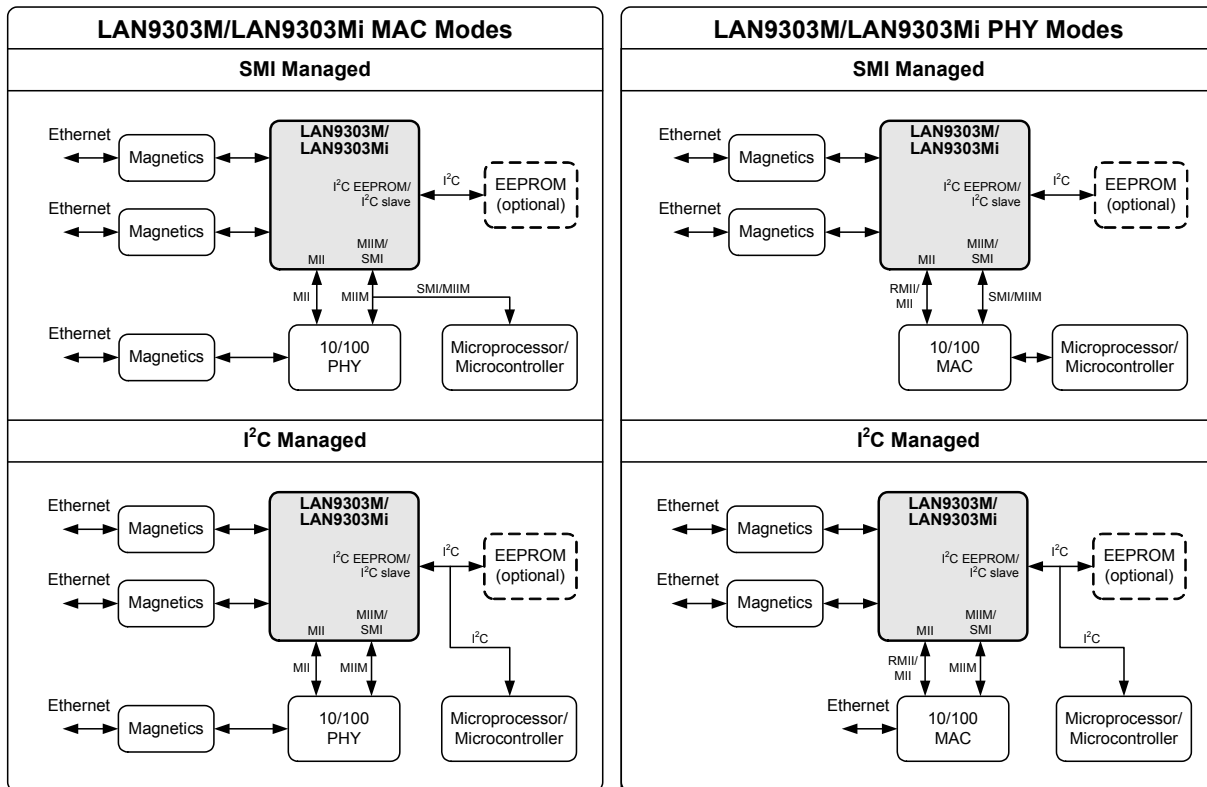 LAN9303M/LAN9303Mi MAC Modes
SMI Managed
Ethernet
Magnetics
Ethernet
Magnetics
LAN9303M/
LAN9303Mi
I²C EEPROM/
I²C slave
MIIM/
SMI
MII
I²C
EEPROM
(optional)
MII
MIIM
SMI/MIIM
Ethernet
Magnetics
10/100
PHY
Microprocessor/
Microcontroller
I²C Managed
Ethernet
Magnetics
Ethernet
Magnetics
LAN9303M/
LAN9303Mi
I²C EEPROM/
I²C slave
MIIM/
SMI
MII
I²C
EEPROM
(optional)
I²C
MII
MIIM
Ethernet
Magnetics
10/100
PHY
Microprocessor/
Microcontroller
LAN9303M/LAN9303Mi PHY Modes
SMI Managed
Ethernet
Magnetics
Ethernet
Magnetics
LAN9303M/
LAN9303Mi
I²C EEPROM/
I²C slave
MIIM/
SMI
MII
I²C
EEPROM
(optional)
RMII/
MII
SMI/MIIM
10/100
MAC
Microprocessor/
Microcontroller
I²C Managed
Ethernet
Magnetics
Ethernet
Magnetics
LAN9303M/
LAN9303Mi
I²C EEPROM/
I²C slave
MIIM/
SMI
MII
I²C
EEPROM
(optional)
I²C
RMII/
MII
MIIM
Ethernet
10/100
MAC
Microprocessor/
Microcontroller